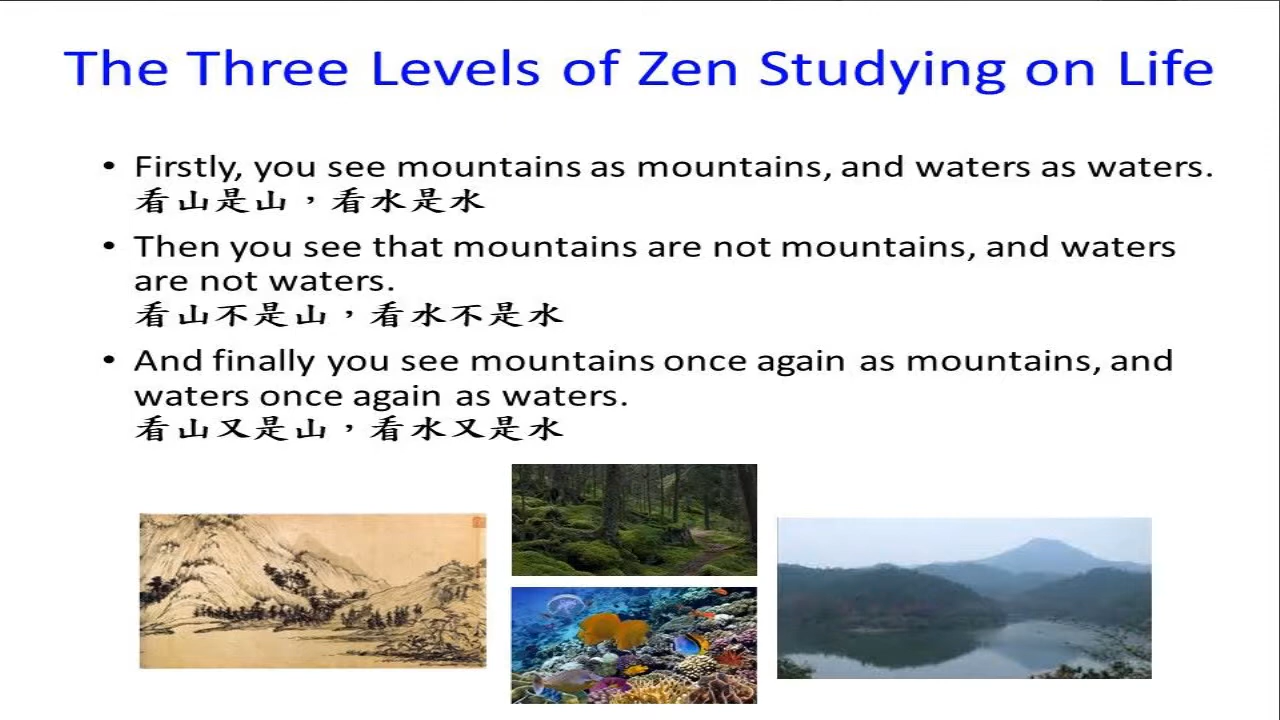 The Three Levels of Zen Studying on Life
• Firstly, you see mountains as mountains, and waters as waters.
看山是山，看水是水
• Then you see that mountains are not mountains, and waters
are not waters.
看山不是山，看水不是水
• And finally you see mountains once again as mountains, and
waters once again as waters.
看山又是山，看水又是水